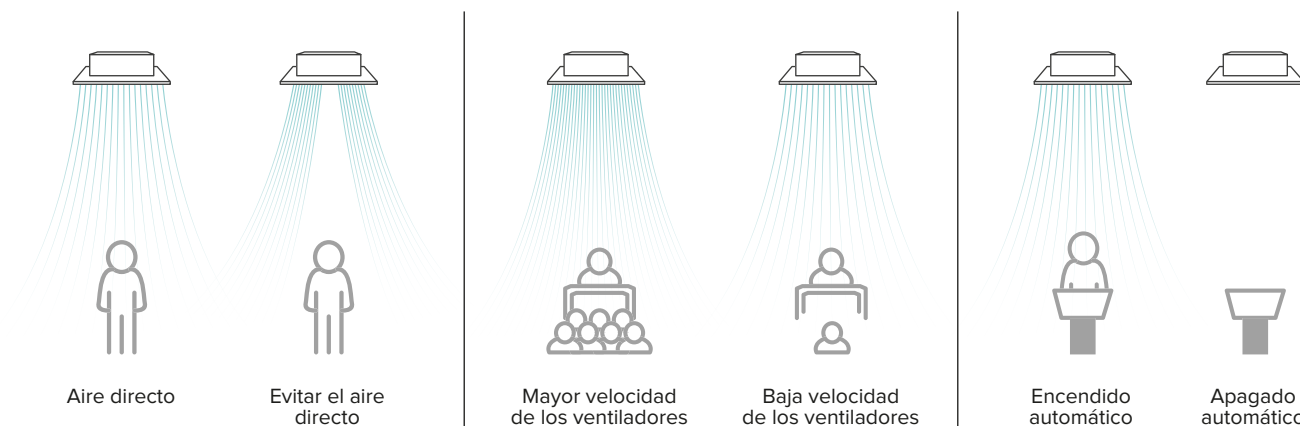 Aire directo
Evitar el aire
directo
Mayor velocidad
de los ventiladores
Baja velocidad
de los ventiladores
Encendido
automático
Apagado
automático